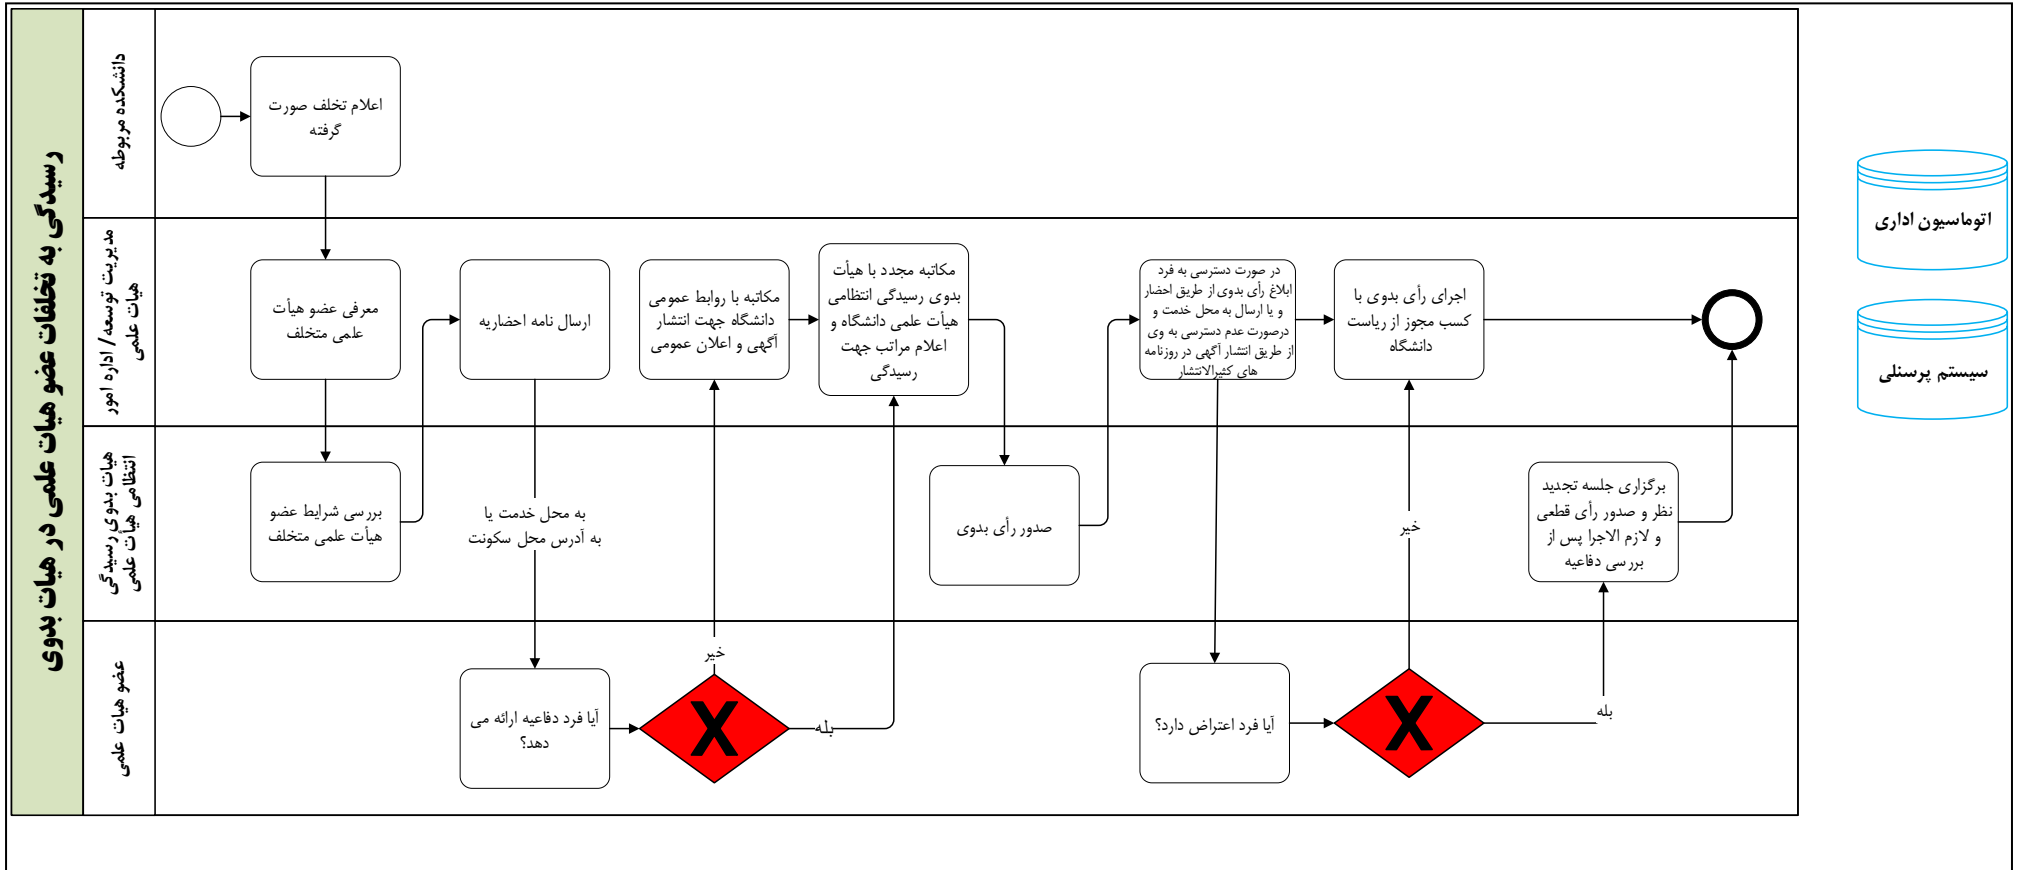 رسیدگی به تخلفات عضو هیات علمی در هیات بدوی
دانشکده مربوطه
اعلام تخلف صورت
گرفته
مدیریت توسعه/ اداره امور
هیات علمی
معرفی عضو هیأت
علمی متخلف
ارسال نامه احضاریه
مکاتبه با روابط عمومی
دانشگاه جهت انتشار
آگهی و اعلان عمومی
مکاتبه مجدد با هیأت
بدوی رسیدگی انتظامی
هیأت علمی دانشگاه و
اعلام مراتب جهت
رسیدگی
در صورت دسترسی به فرد
ابلاغ رأی بدوی از طریق احضار
و یا ارسال به محل خدمت و
درصورت عدم دسترسی به وی
از طریق انتشار آگهی در روزنامه
های کثیرالانتشار
اجرای رأی بدوی با
کسب مجوز از ریاست
دانشگاه
هیات بدوی رسیدگی
انتظامی هیأت علمی
بررسی شرایط عضو
هیأت علمی متخلف
به محل خدمت یا
به آدرس محل سکونت
صدور رأی بدوی
خیر
برگزاری جلسه تجدید
نظر و صدور رأی قطعی
و لازم الاجرا پس از
بررسی دفاعیه
عضو هیات علمی
آیا فرد دفاعیه ارائه می
دهد؟
X
خیر
بله
آیا فرد اعتراض دارد؟
X
بله
اتوماسیون اداری
سیستم پرسنلی